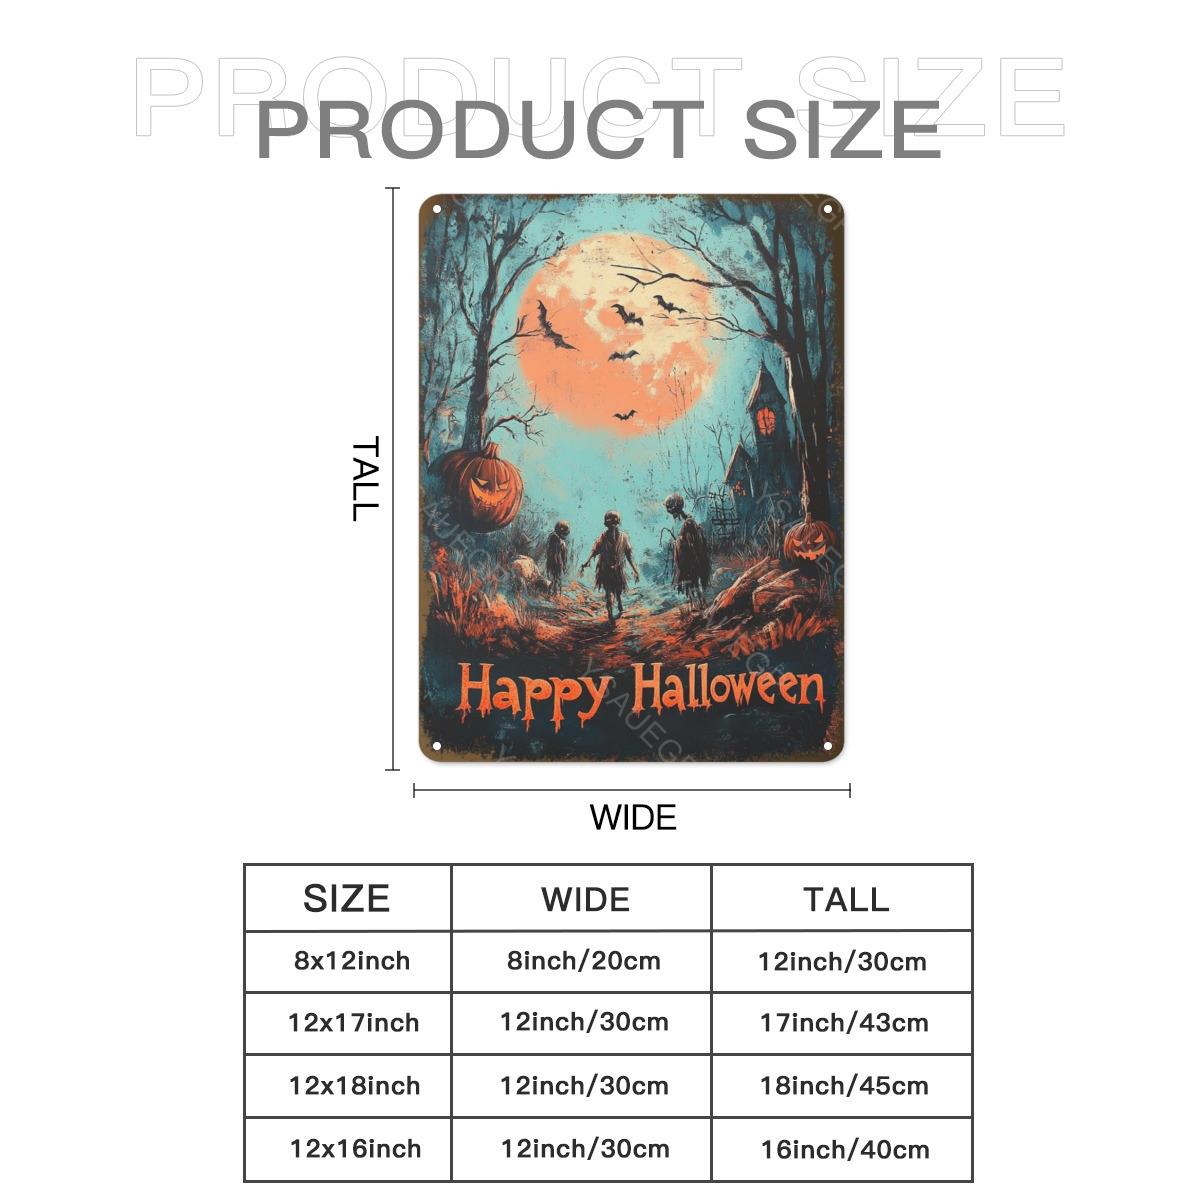 PRODUCT SIZE
PRODUCT SIZE
TALL
YSAUEGF
Happy Halloween
WIDE
SIZE WIDE TALL
8x12inch 8inch/20cm 12inch/30cm
12x17inch 12inch/30cm 17inch/43cm
12x18inch 12inch/30cm 18inch/45cm
12x16inch 12inch/30cm 16inch/40cm